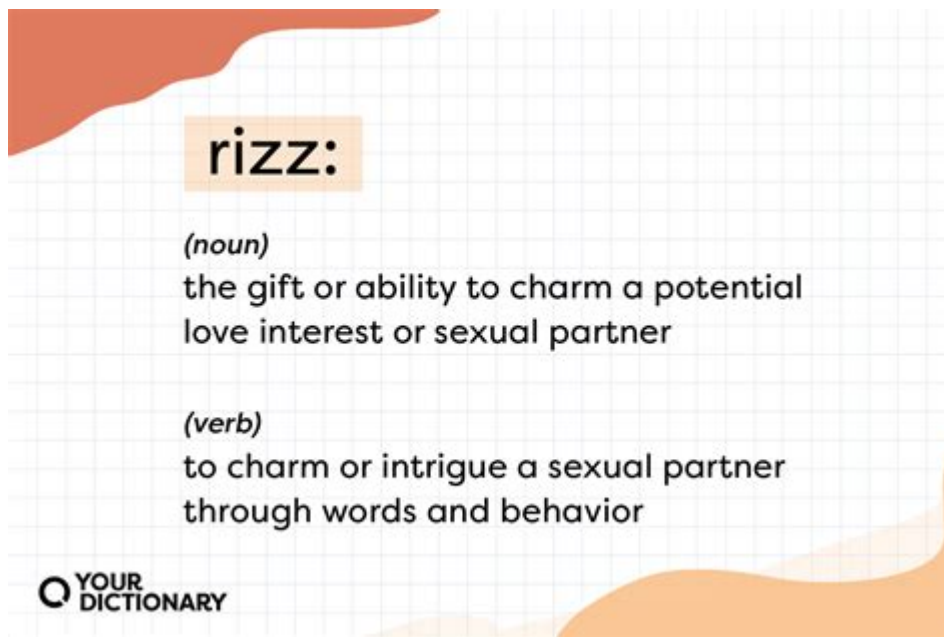 rizz:
(noun)
the gift or ability to charm a potential
love interest or sexual partner
(verb)
to charm or intrigue a sexual partner
through words and behavior
YOUR
DICTIONARY